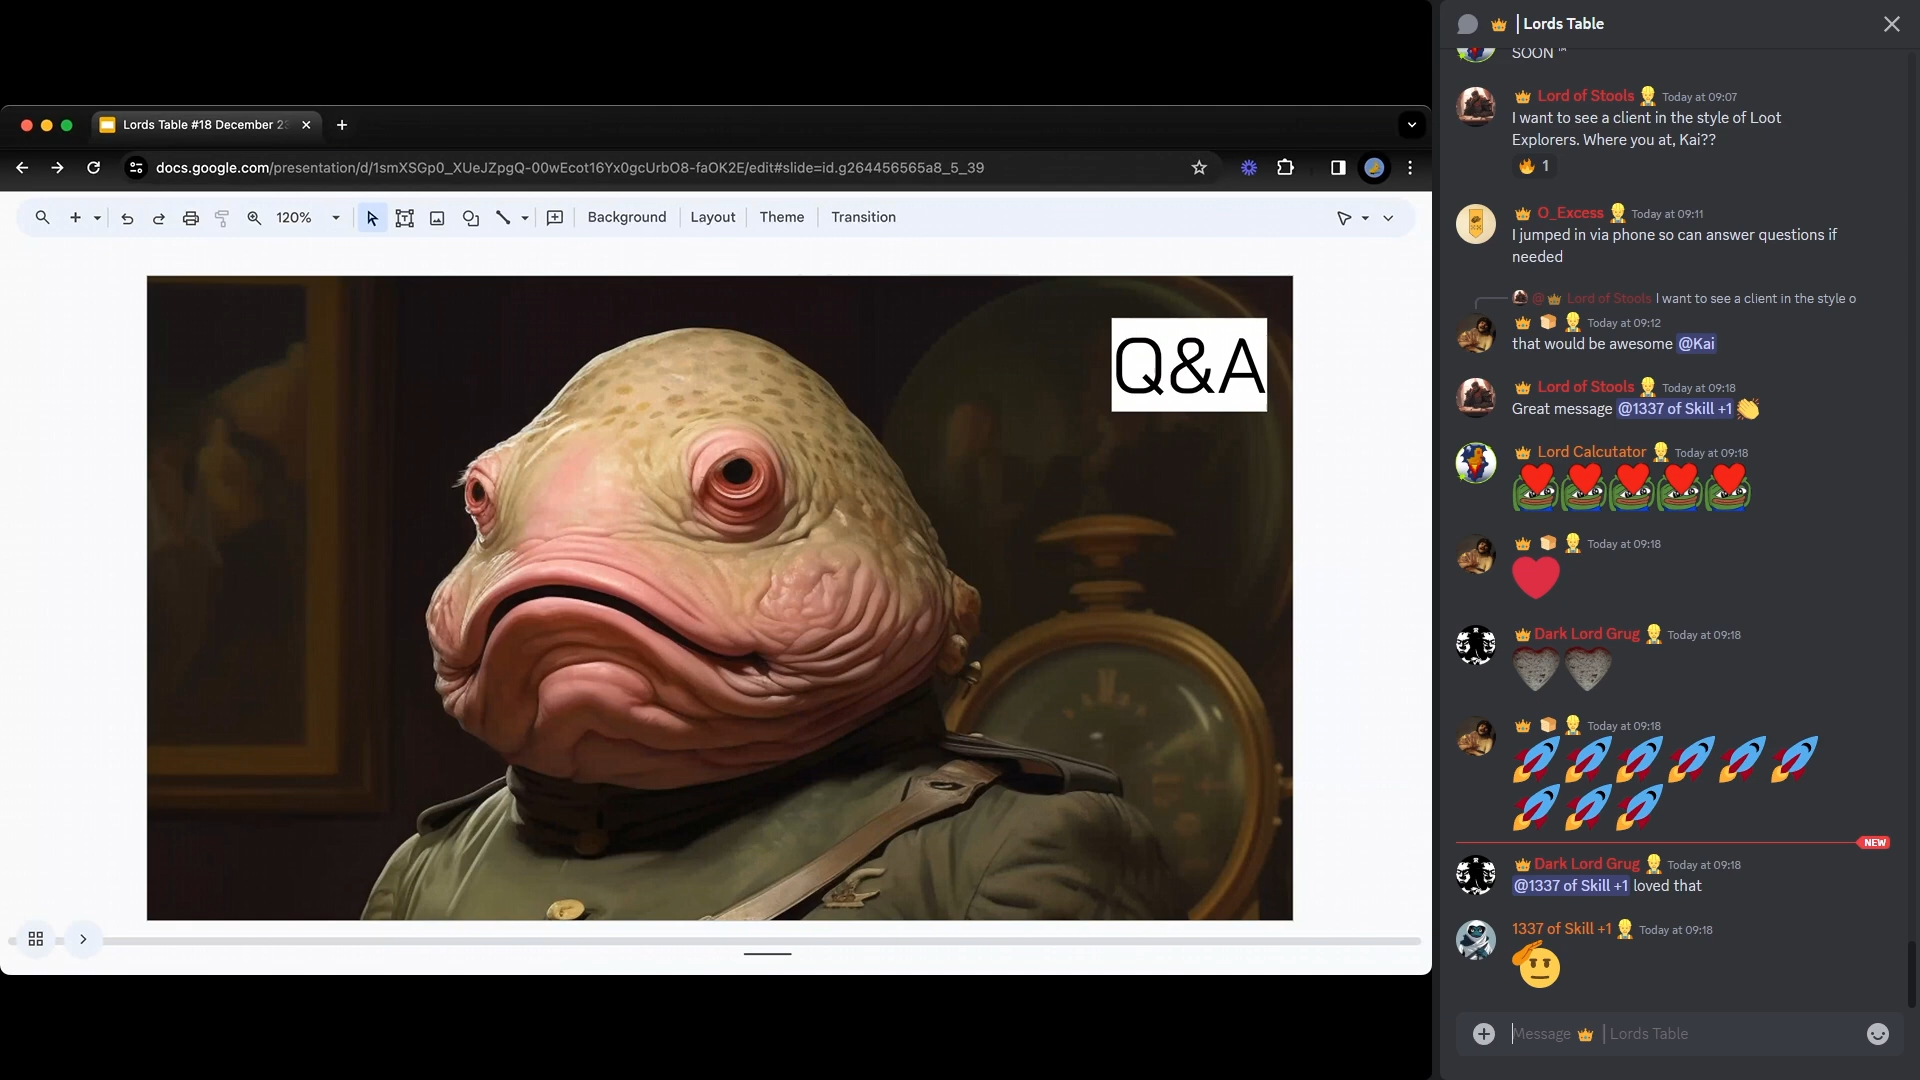 Lords Table #18 December 23
docs.google.com/presentation/d/1smXSGp0_XUeJZpgQ-00wEcot16Yx0gcUrbO8-faOK2E/edit#slide=id.g264456565a8_5_39
120%
Background
Layout
Theme
Transition
Q&A
| Lords Table
SOON ™
Lord of Stools Today at 09:07
I want to see a client in the style of Loot
Explorers. Where you at, Kai??
1
O_Excess Today at 09:11
I jumped in via phone so can answer questions if
needed
@ Lord of Stools I want to see a client in the style o
Today at 09:12
that would be awesome @Kai
Lord of Stools Today at 09:18
Great message @1337 of Skill +1
Lord Calcutator Today at 09:18
Today at 09:18
Dark Lord Grug Today at 09:18
Today at 09:18
NEW
Dark Lord Grug Today at 09:18
@1337 of Skill +1 loved that
1337 of Skill +1 Today at 09:18
Message | Lords Table